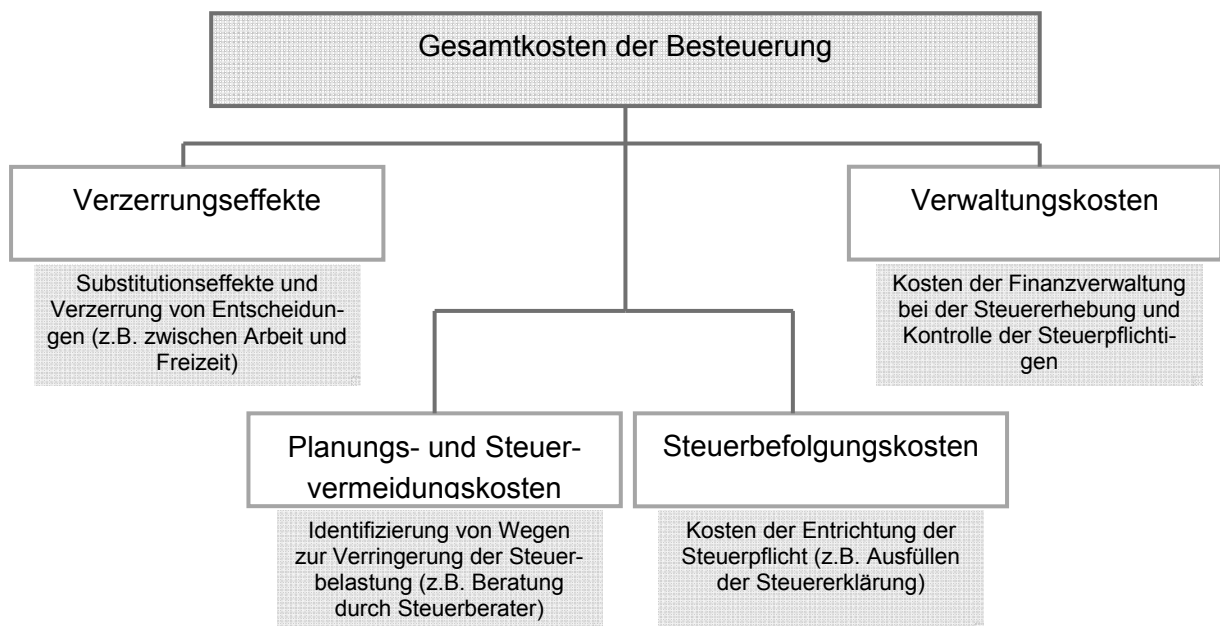 Gesamtkosten der Besteuerung
Verzerrungseffekte
Substitutionseffekte und
Verzerrung von Entscheidun-
gen (z.B. zwischen Arbeit und
Freizeit)
Verwaltungskosten
Kosten der Finanzverwaltung
bei der Steuererhebung und
Kontrolle der Steuerpflichti-
gen
Planungs- und Steuer-
vermeidungskosten
Identifizierung von Wegen
zur Verringerung der Steuer-
belastung (z.B. Beratung
durch Steuerberater)
Steuerbefolgungskosten
Kosten der Entrichtung der
Steuerpflicht (z.B. Ausfüllen
der Steuererklärung)